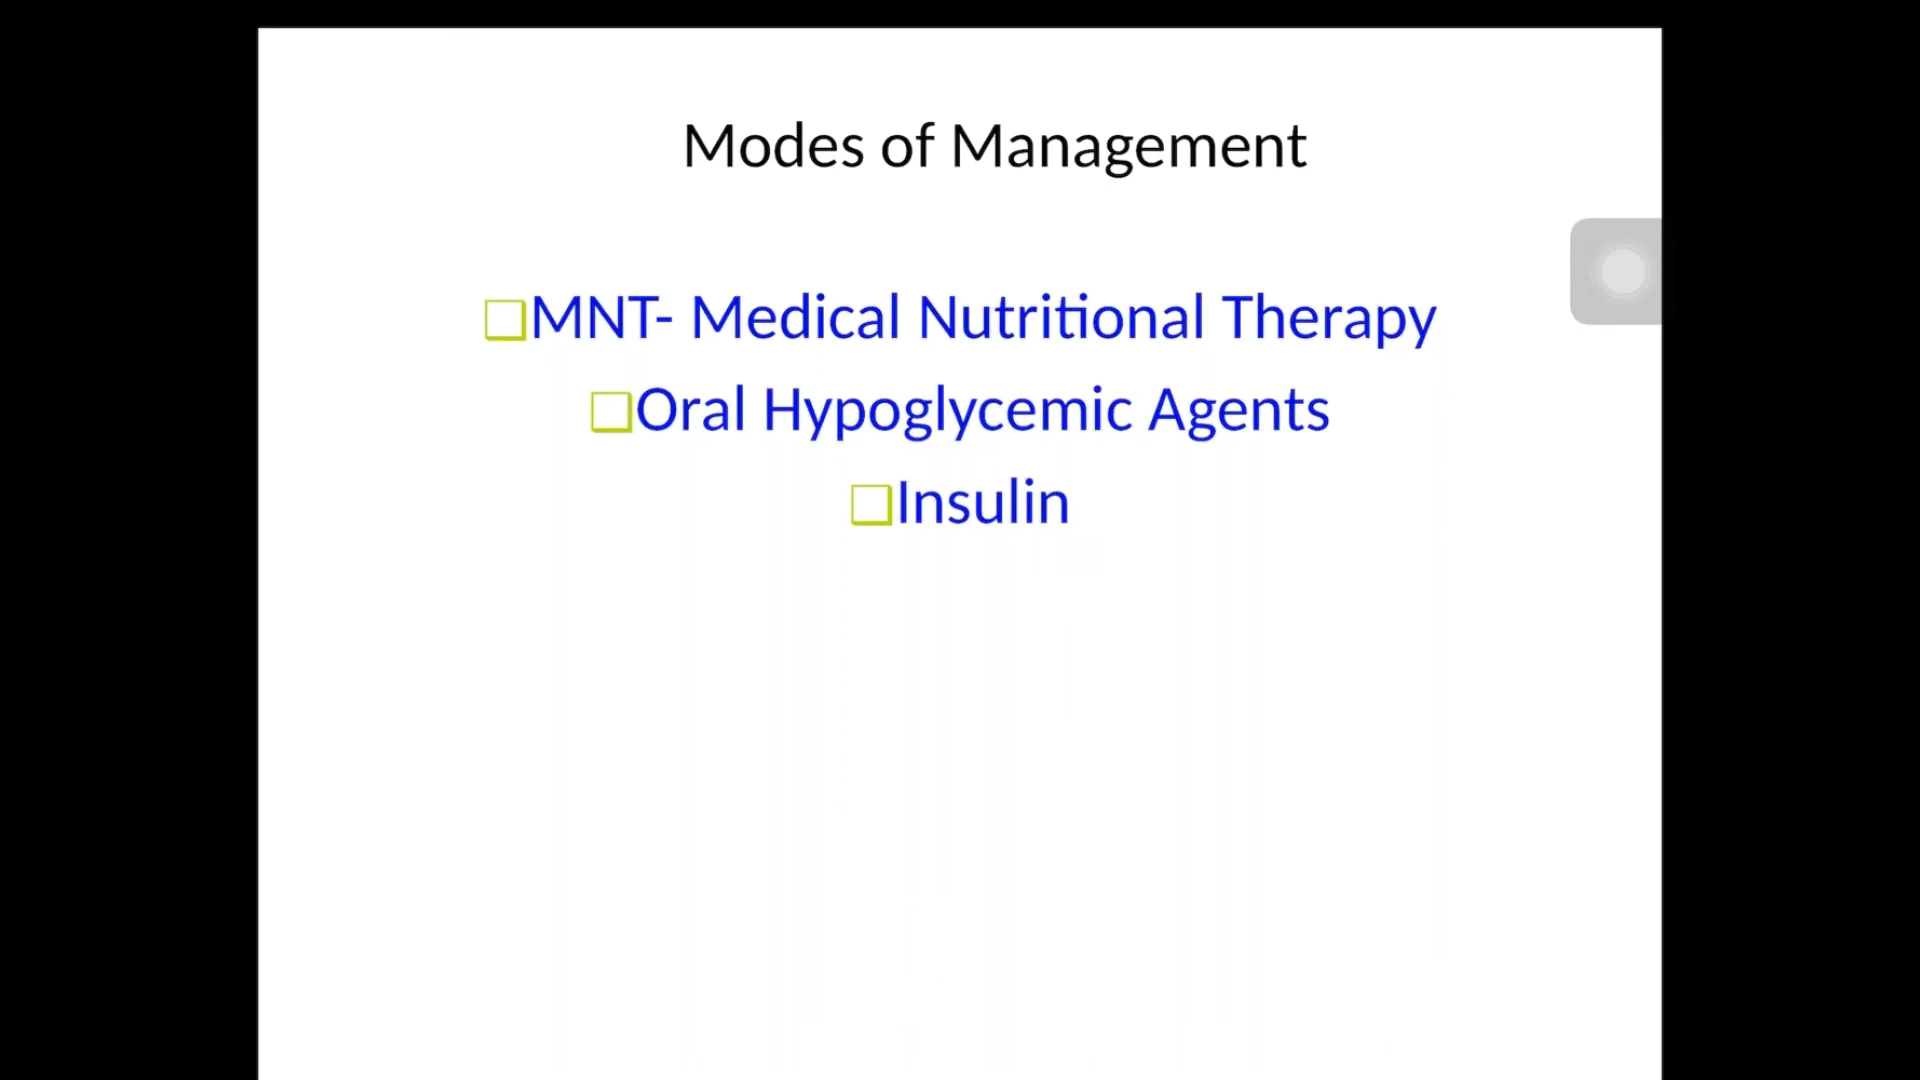 Modes of Management
❑MNT- Medical Nutritional Therapy
❑Oral Hypoglycemic Agents
❑Insulin